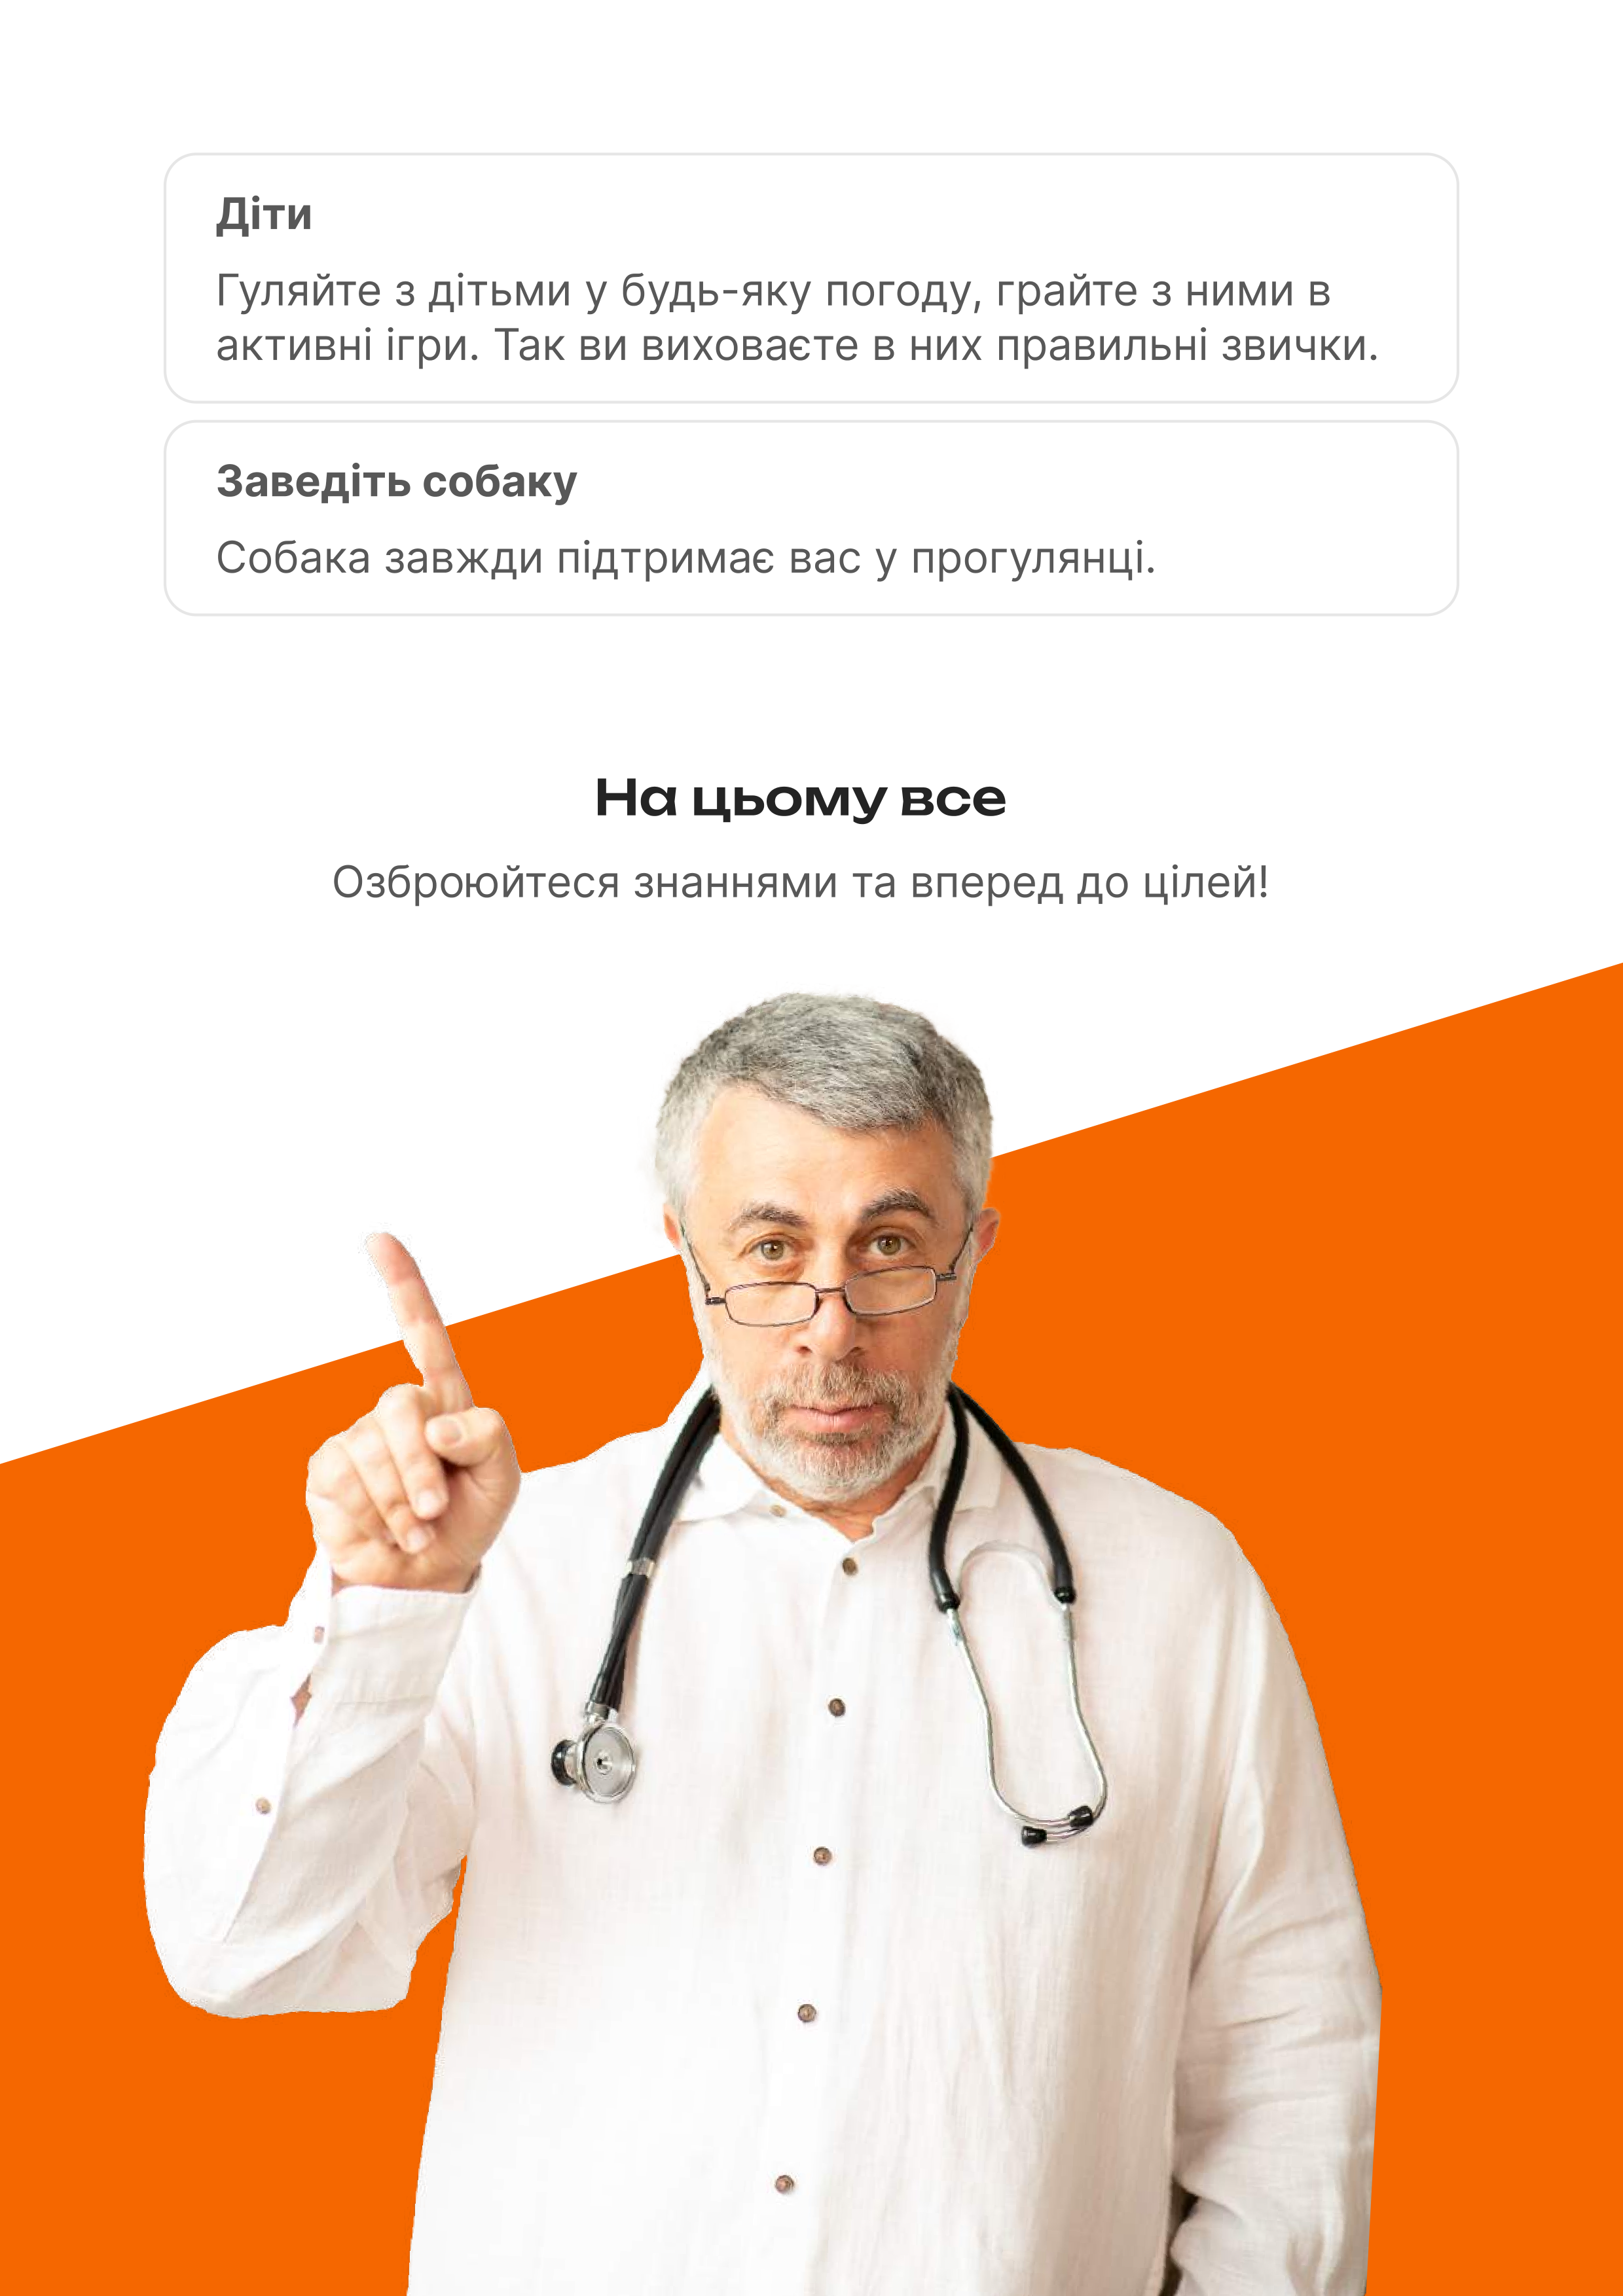 Діти
Гуляйте з дітьми у будь-яку погоду, грайте з ними в
активні ігри. Так ви виховаєте в них правильні звички.
Заведіть собаку
Собака завжди підтримає вас у прогулянці.
На цьому все
Озброюйтеся знаннями та вперед до цілей!